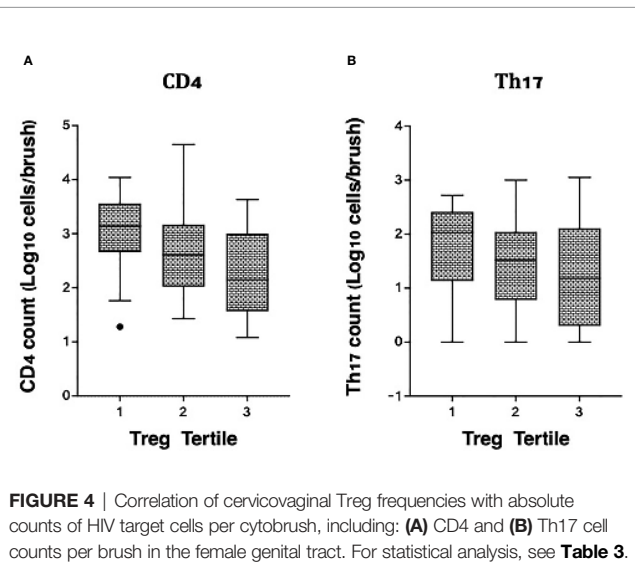 A
B
CD4
Th17
CD4 count (Log10 cells/brush)
5
4
3
2
1
0
1 2 3
Treg Tertile
Th17 count (Log10 cells/brush)
4
3
2
1
0
-1
1 2 3
Treg Tertile
FIGURE 4 | Correlation of cervicovaginal Treg frequencies with absolute
counts of HIV target cells per cytobrush, including: (A) CD4 and (B) Th17 cell
counts per brush in the female genital tract. For statistical analysis, see Table 3.